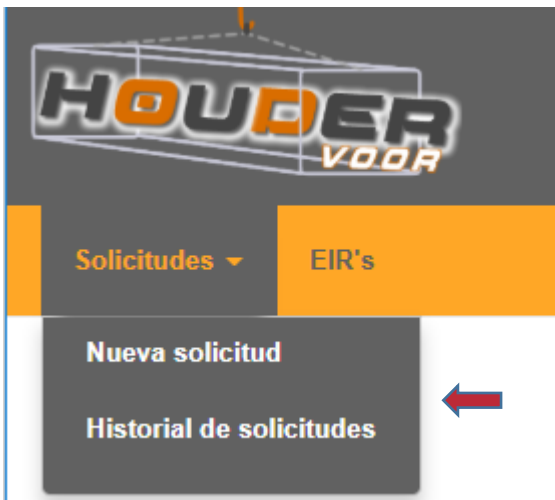 HOUDER
VOOR
Solicitudes EIR's
Nueva solicitud
Historial de solicitudes